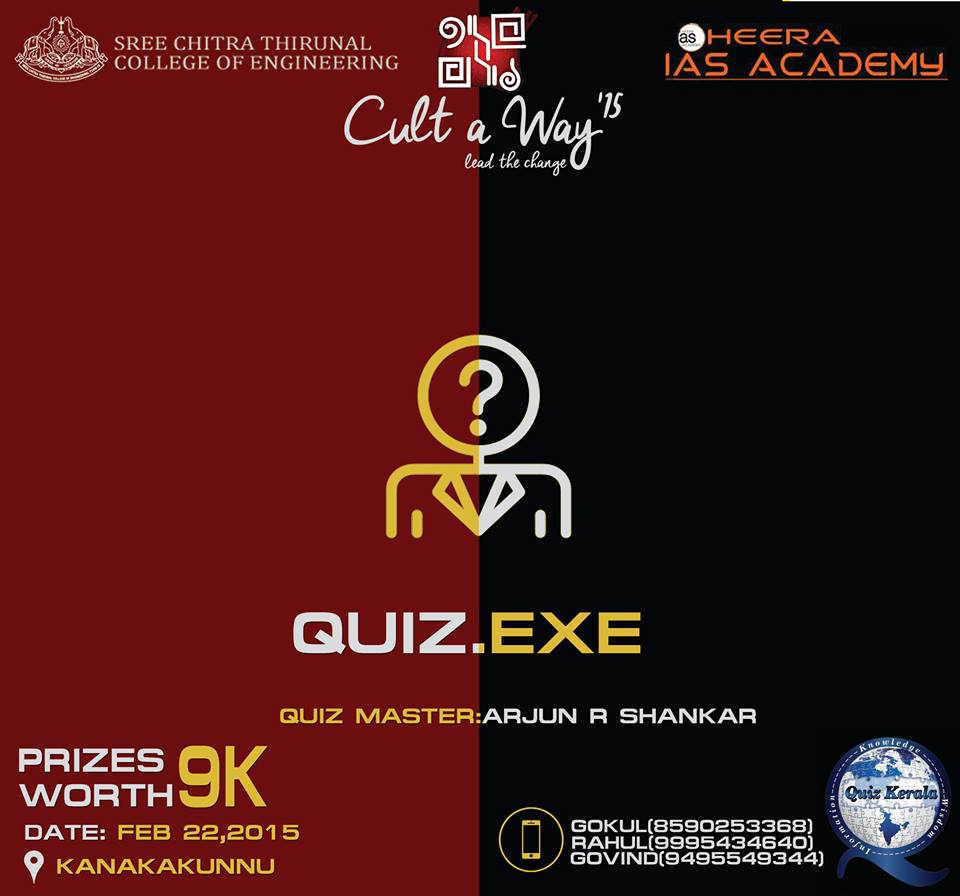 SREE CHITRA THIRUNAL
COLLEGE OF ENGINEERING
as HEERA
IAS ACADEMY
Cult a Way '15
lead the change
?
QUIZ.EXE
QUIZ MASTER:ARJUN R SHANKAR
PRIZES
WORTH 9K
DATE: FEB 22,2015
KANAKAKUNNU
GOKUL(8590253368)
RAHUL(9995434640)
GOVIND(9495549344)
Knowledge
Quiz Kerala
Information
Wisdom